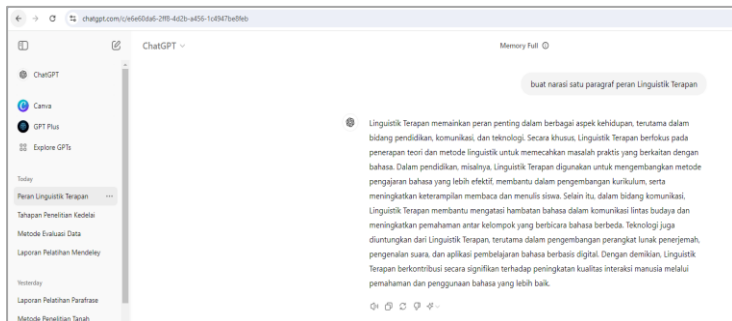 chatgpt.com/c/e6e60da6-2ff8-4d2b-a456-1c4947be9feb
ChatGPT
Memory Full
ChatGPT
Canva
GPT Plus
Explore GPTs
Today
Peran Linguistik Terapan
Tahapan Penelitian Kedelai
Metode Evaluasi Data
Laporan Pelatihan Mendeley
Yesterday
Laporan Pelatihan Parafrase
Metode Penelitian Tanah
buat narasi satu paragraf peran Linguistik Terapan
Linguistik Terapan memainkan peran penting dalam berbagai aspek kehidupan, terutama dalam
bidang pendidikan, komunikasi, dan teknologi. Secara khusus, Linguistik Terapan berfokus pada
penerapan teori dan metode linguistik untuk memecahkan masalah praktis yang berkaitan dengan
bahasa. Dalam pendidikan, misalnya, Linguistik Terapan digunakan untuk mengembangkan metode
pengajaran bahasa yang lebih efektif, membantu dalam pengembangan kurikulum, serta
meningkatkan keterampilan membaca dan menulis siswa. Selain itu, dalam bidang komunikasi,
Linguistik Terapan membantu mengatasi hambatan bahasa dalam komunikasi lintas budaya dan
meningkatkan pemahaman antar kelompok yang berbicara bahasa berbeda. Teknologi juga
diuntungkan dari Linguistik Terapan, terutama dalam pengembangan perangkat lunak penerjemah,
pengenalan suara, dan aplikasi pembelajaran bahasa berbasis digital. Dengan demikian, Linguistik
Terapan berkontribusi secara signifikan terhadap peningkatan kualitas interaksi manusia melalui
pemahaman dan penggunaan bahasa yang lebih baik.